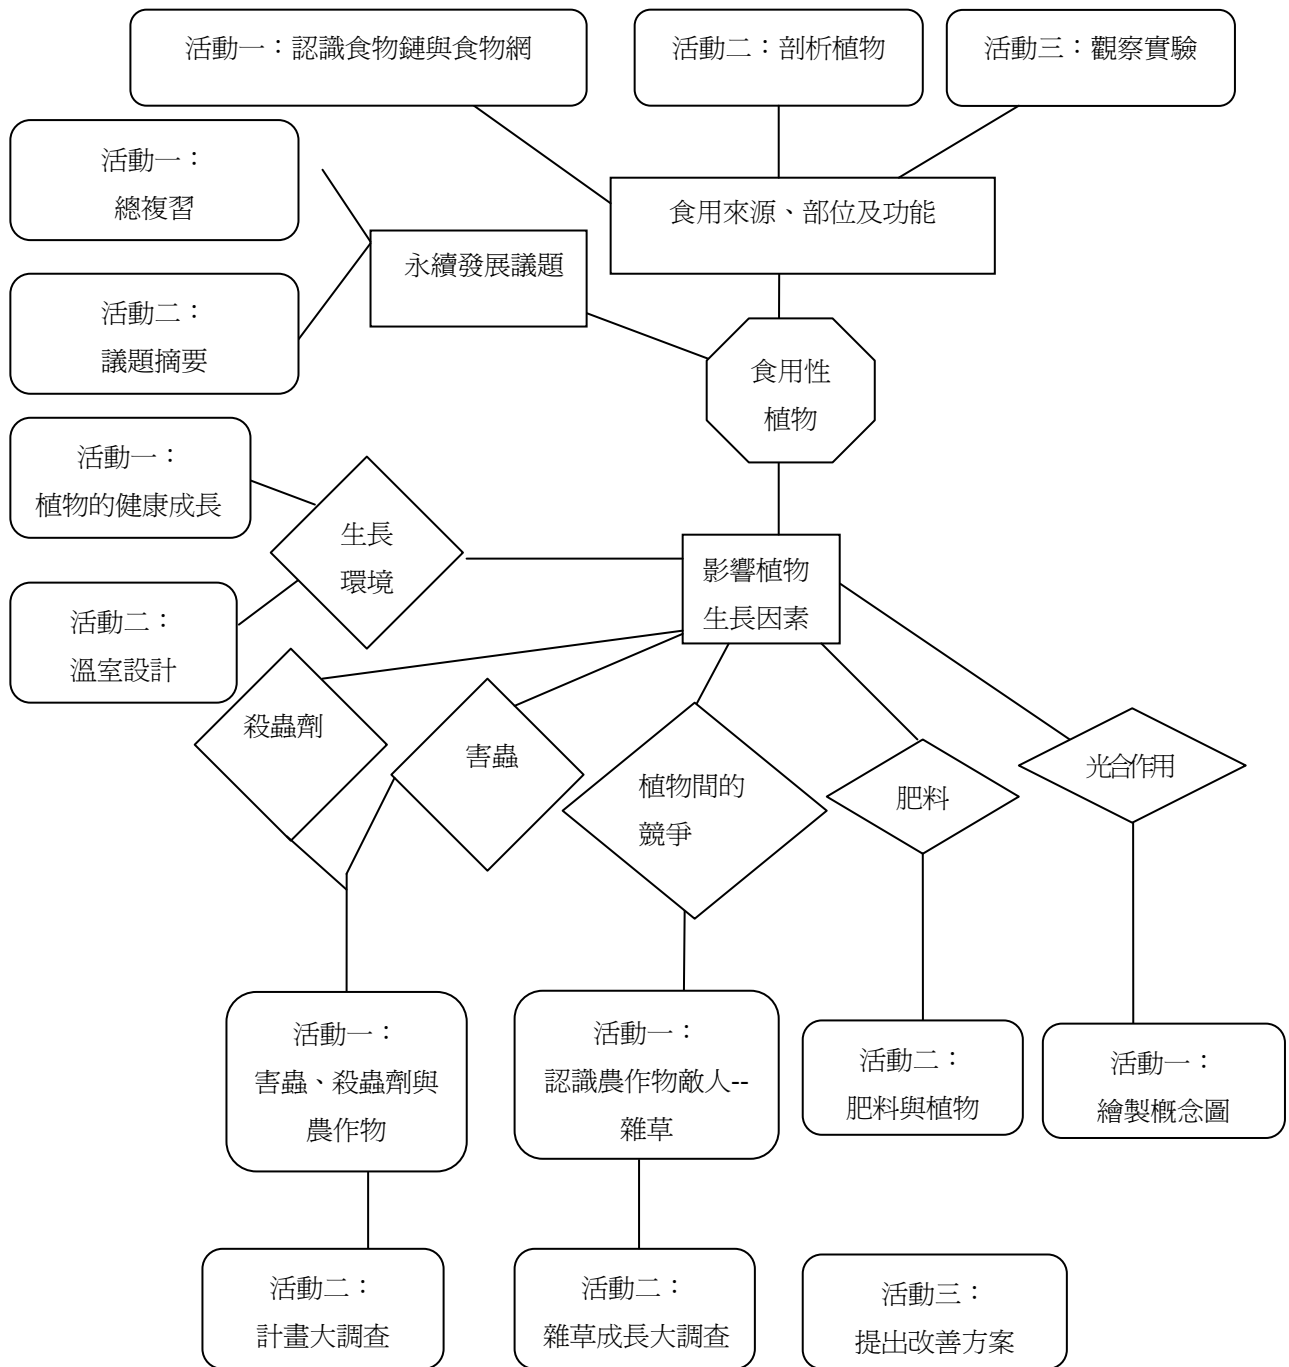 活動一：認識食物鏈與食物網
活動二：剖析植物
活動三：觀察實驗
活動一：
總複習
食用來源、部位及功能
永續發展議題
活動二：
議題摘要
食用性
植物
活動一：
植物的健康成長
生長
環境
影響植物
生長因素
活動二：
溫室設計
殺蟲劑
害蟲
植物間的
競爭
肥料
光合作用
活動一：
害蟲、殺蟲劑與
農作物
活動一：
認識農作物敵人--
雜草
活動二：
肥料與植物
活動一：
繪製概念圖
活動二：
計畫大調查
活動二：
雜草成長大調查
活動三：
提出改善方案